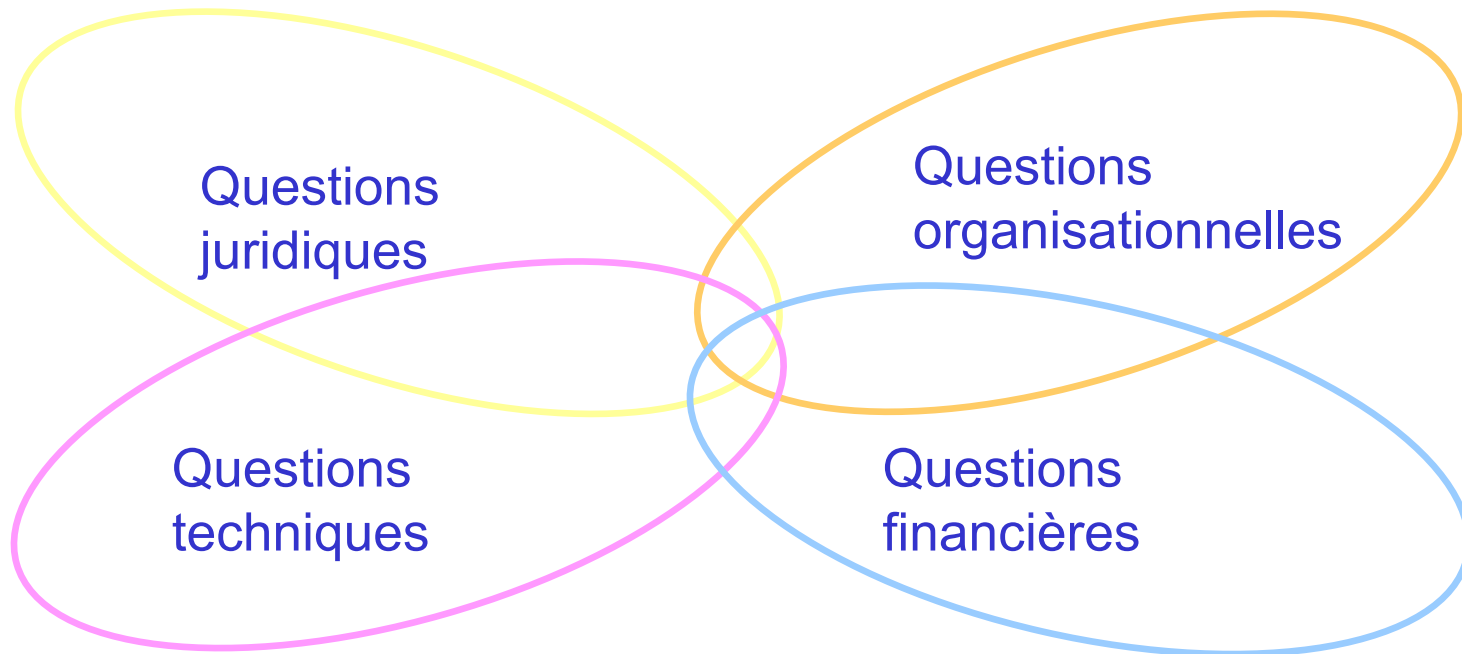 Questions
juridiques
Questions
organisationnelles
Questions
techniques
Questions
financières